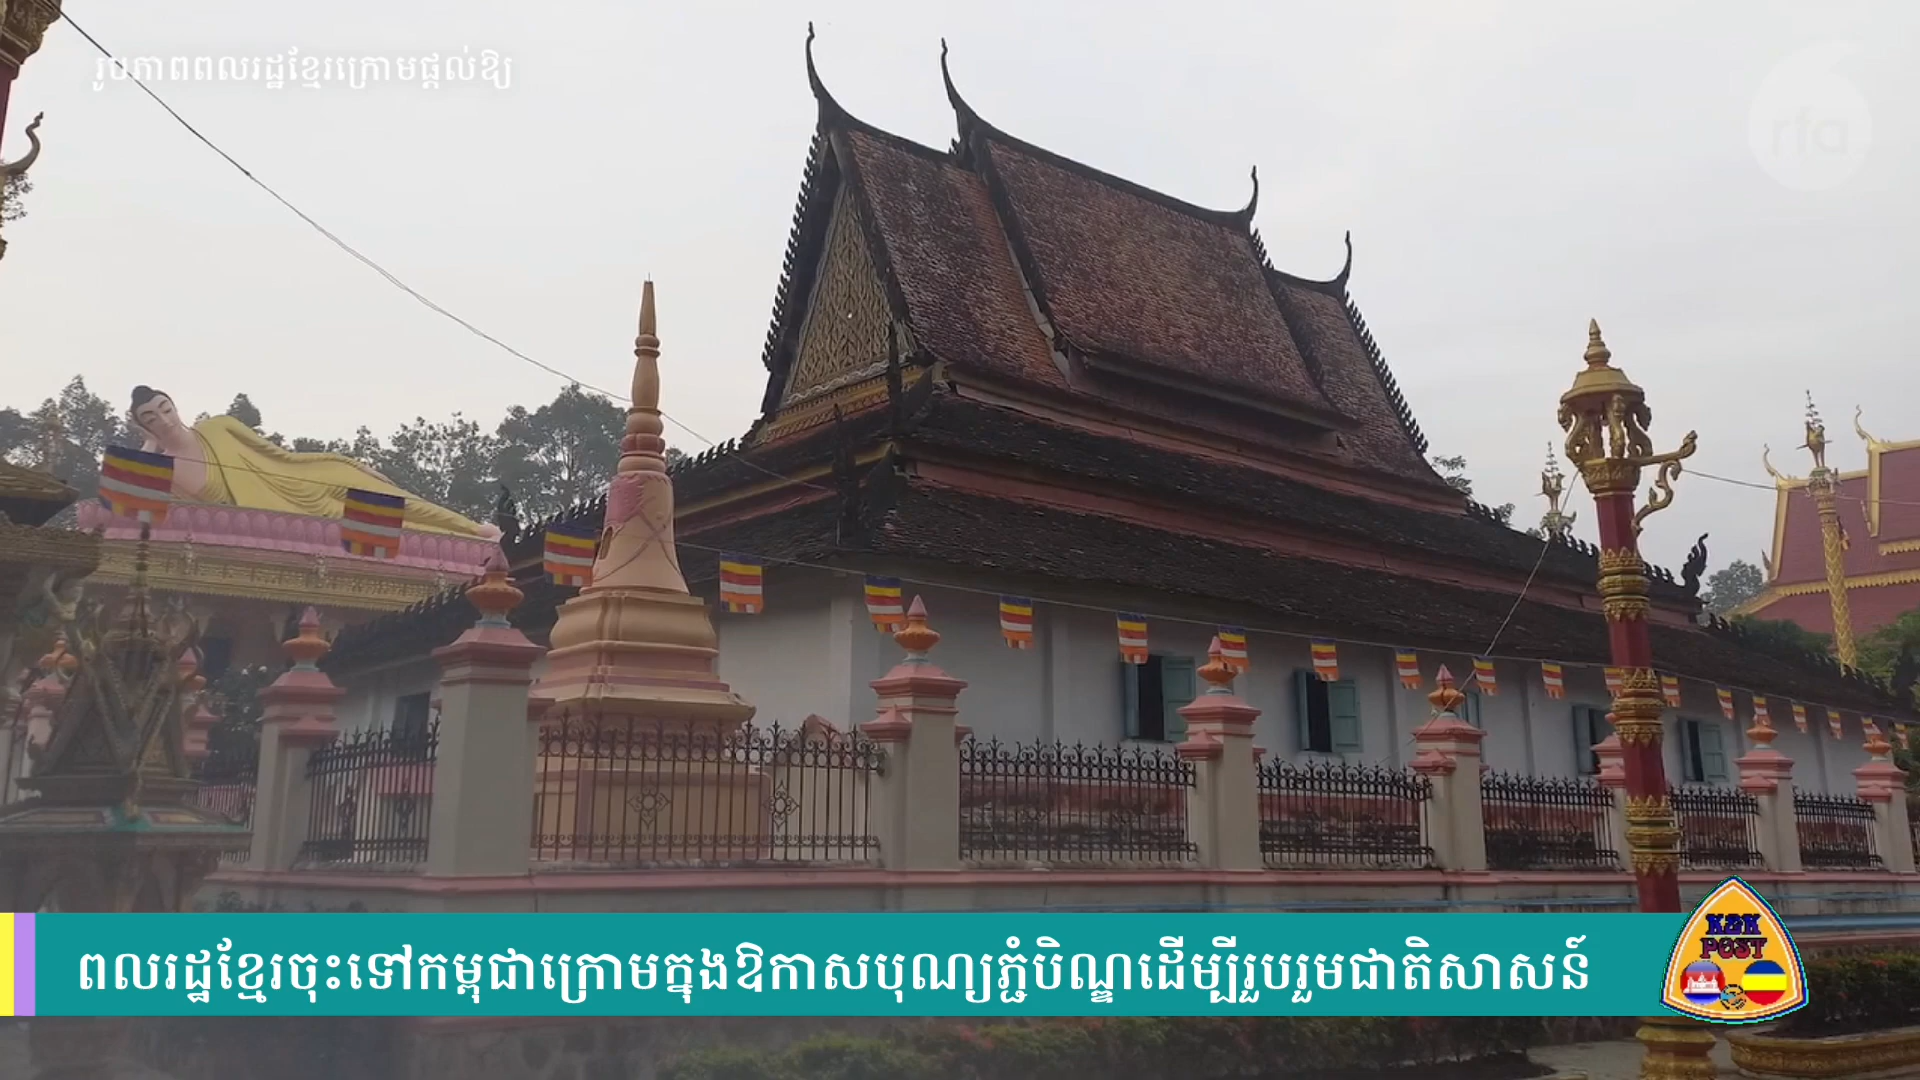 រូបភាពពលរដ្ឋខ្មែរក្រោមផ្ដល់ឱ្យ
rfa
ពលរដ្ឋខ្មែរចុះទៅកម្ពុជាក្រោមក្នុងឱកាសបុណ្យភ្ជំបិណ្ឌដើម្បីរួបរួមជាតិសាសន៍
K&K
POST